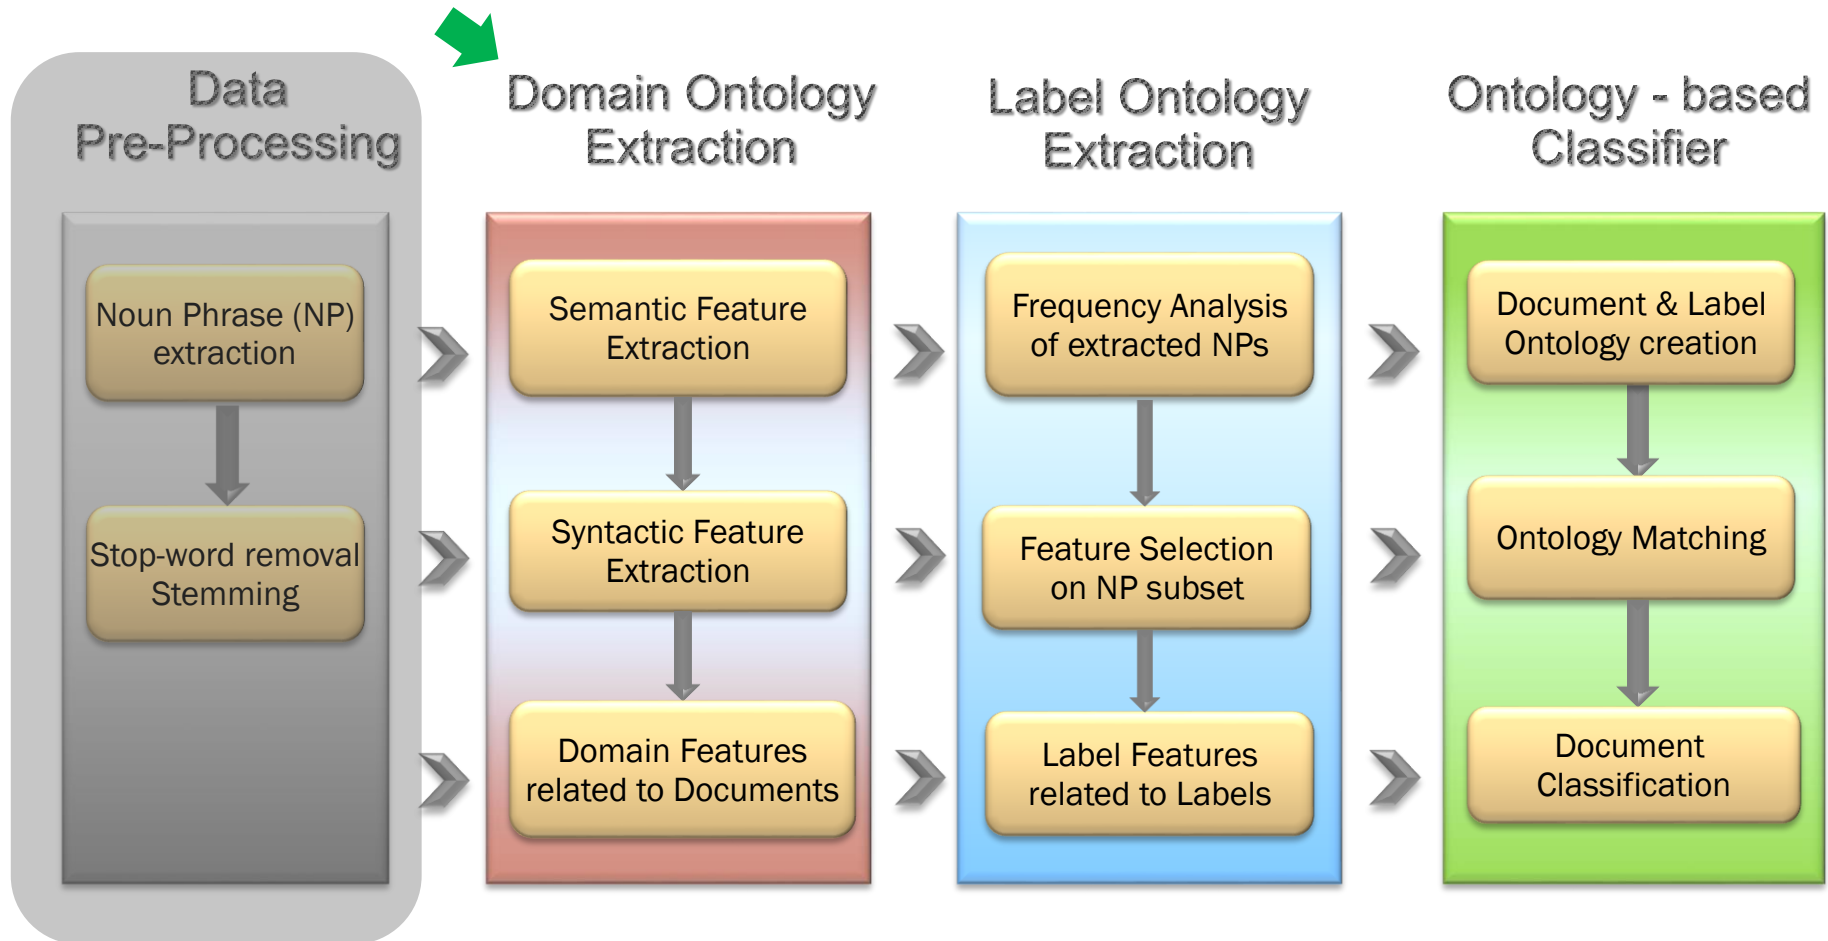 Data
Pre-Processing
Noun Phrase (NP)
extraction
Stop-word removal
Stemming
Domain Ontology
Extraction
Semantic Feature
Extraction
Syntactic Feature
Extraction
Domain Features
related to Documents
Label Ontology
Extraction
Frequency Analysis
of extracted NPs
Feature Selection
on NP subset
Label Features
related to Labels
Ontology - based
Classifier
Document & Label
Ontology creation
Ontology Matching
Document
Classification